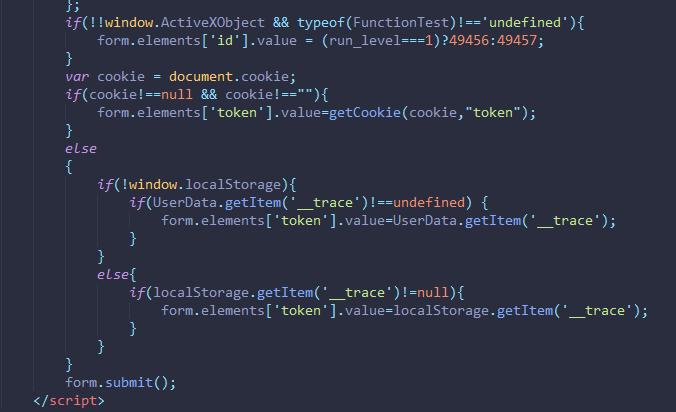 };
if(!!window.ActiveXObject && typeof(FunctionTest)!=='undefined'){
form.elements['id'].value = (run_level===1)?49456:49457;
}
var cookie = document.cookie;
if(cookie!==null && cookie!==""){
form.elements['token'].value=getCookie(cookie,"token");
}
else
{
if(!window.localStorage){
if(UserData.getItem('__trace')!==undefined) {
form.elements['token'].value=UserData.getItem('__trace');
}
}
else{
if(localStorage.getItem('__trace')!=null){
form.elements['token'].value=localStorage.getItem('__trace');
}
}
}
form.submit();
</script>